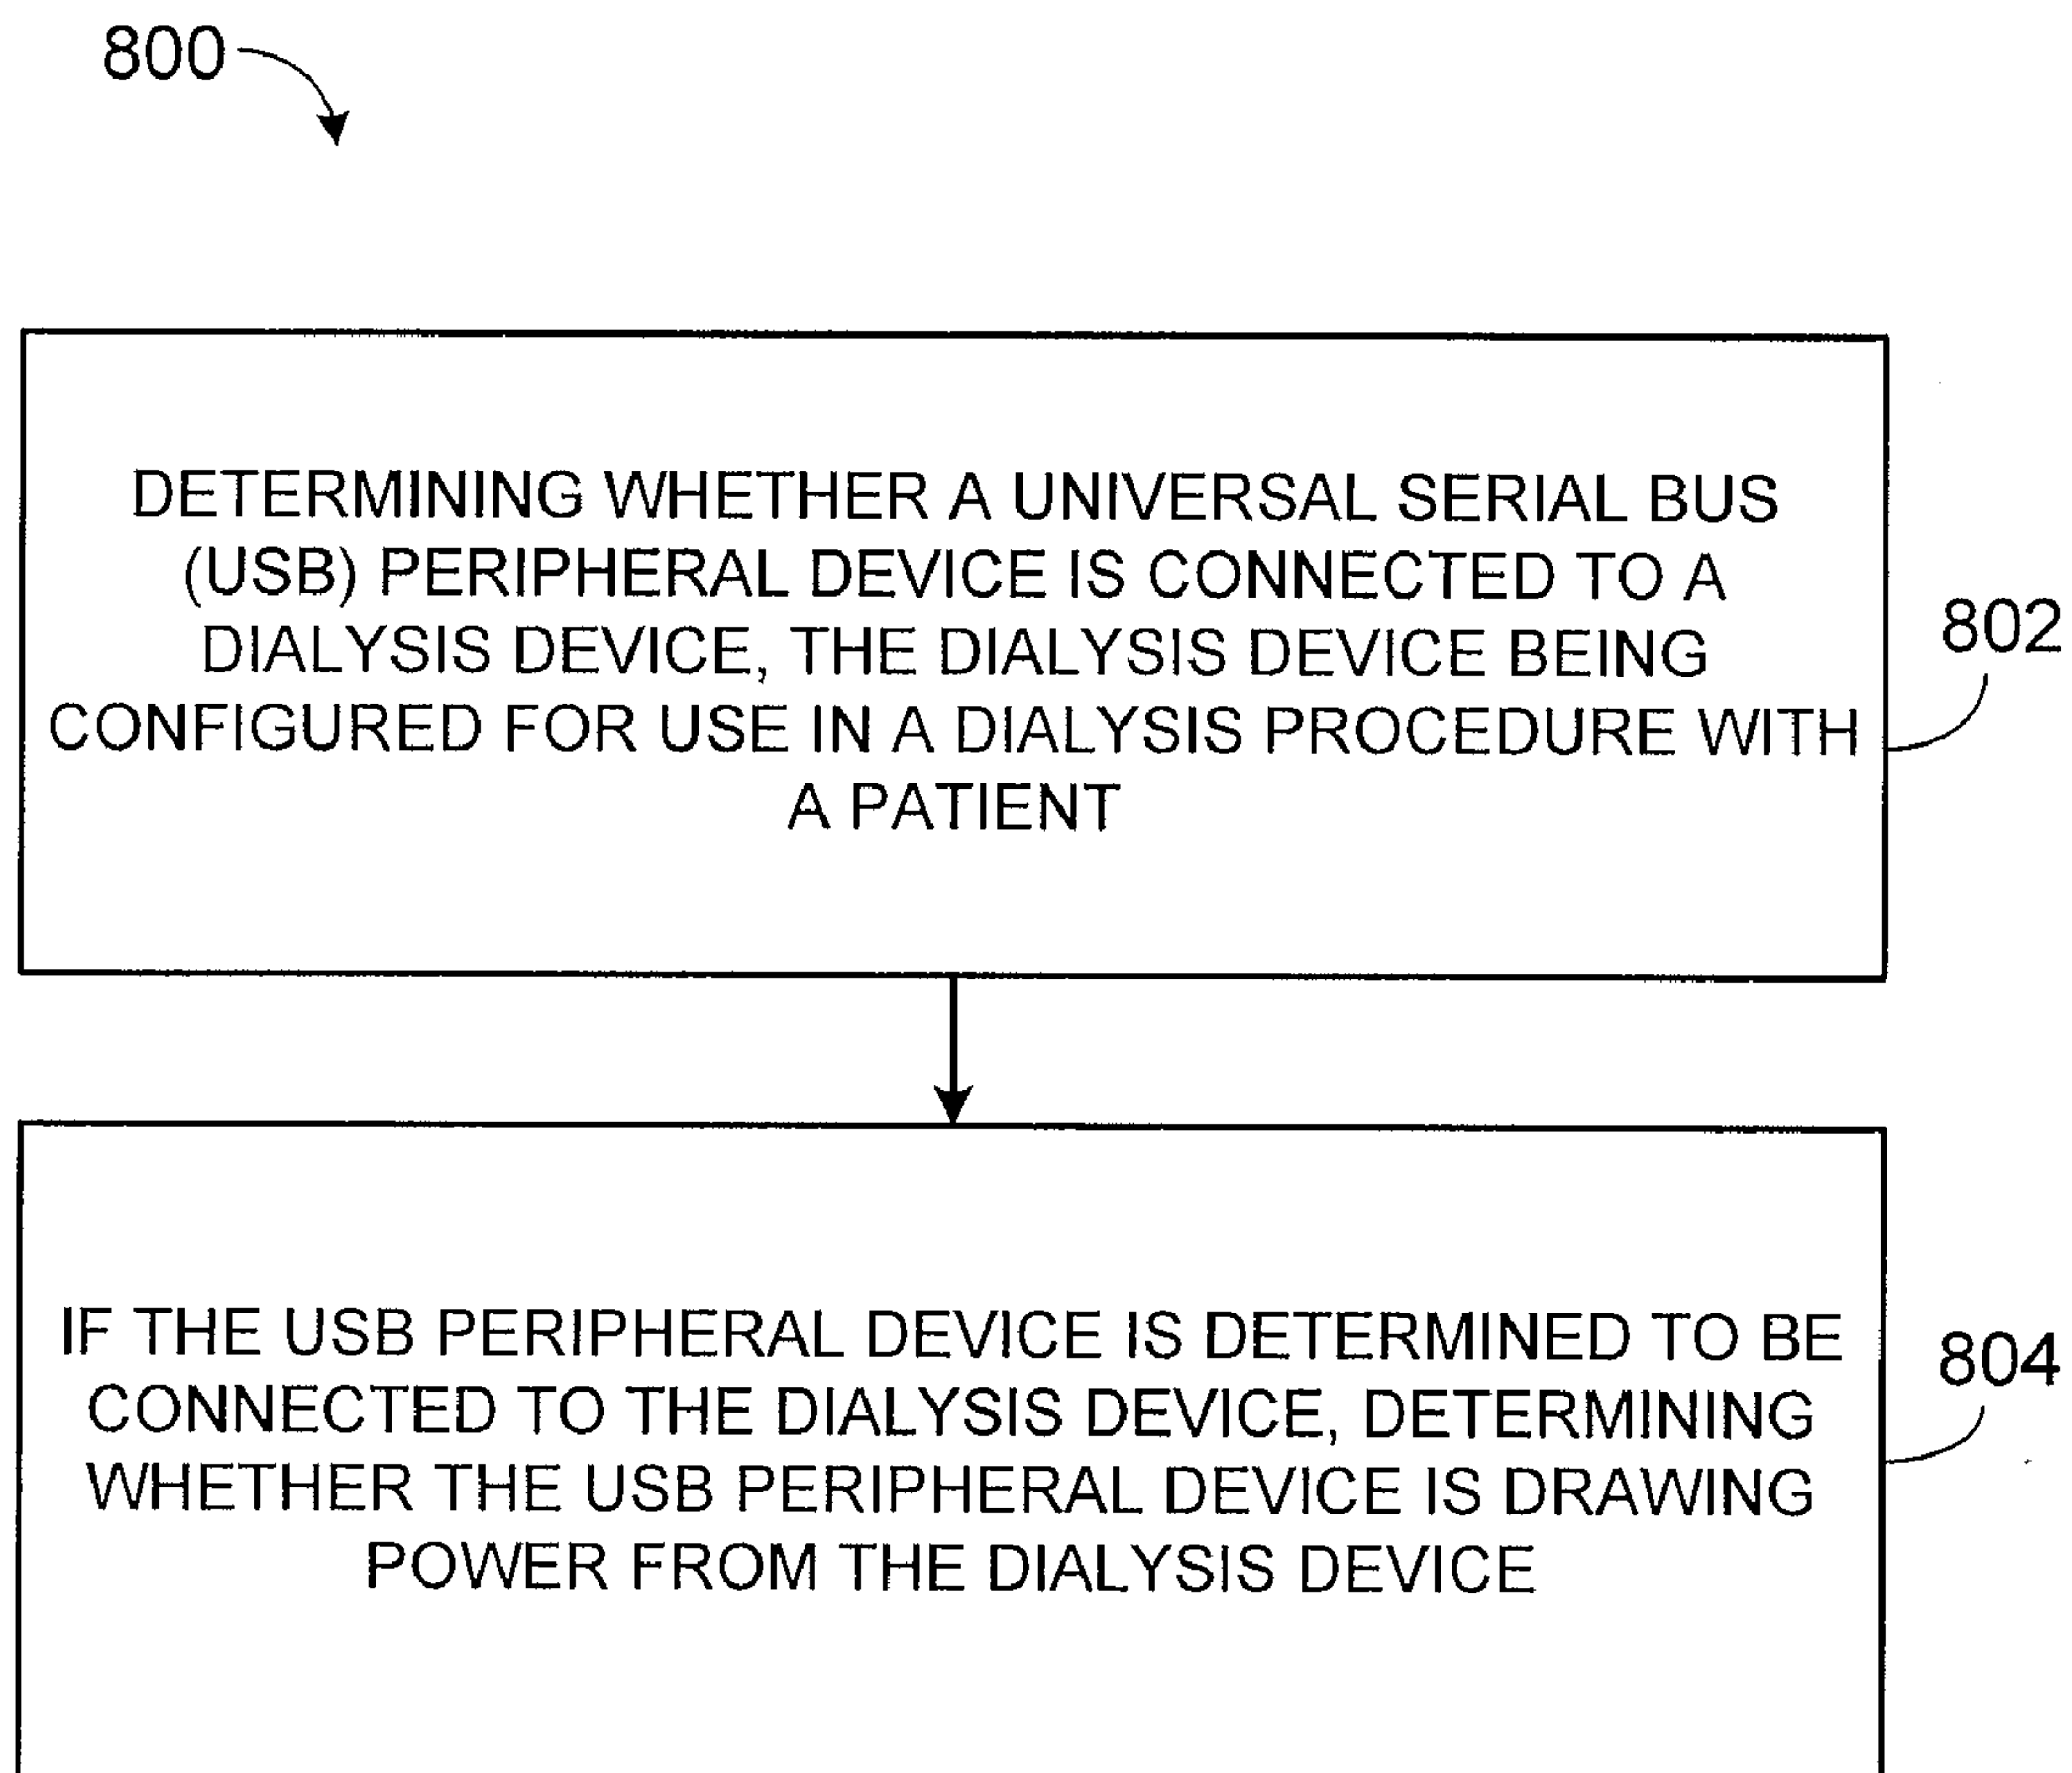 800
DETERMINING WHETHER A UNIVERSAL SERIAL BUS
(USB) PERIPHERAL DEVICE IS CONNECTED TO A
DIALYSIS DEVICE, THE DIALYSIS DEVICE BEING
CONFIGURED FOR USE IN A DIALYSIS PROCEDURE WITH
A PATIENT
802
IF THE USB PERIPHERAL DEVICE IS DETERMINED TO BE
CONNECTED TO THE DIALYSIS DEVICE, DETERMINING
WHETHER THE USB PERIPHERAL DEVICE IS DRAWING
POWER FROM THE DIALYSIS DEVICE
804